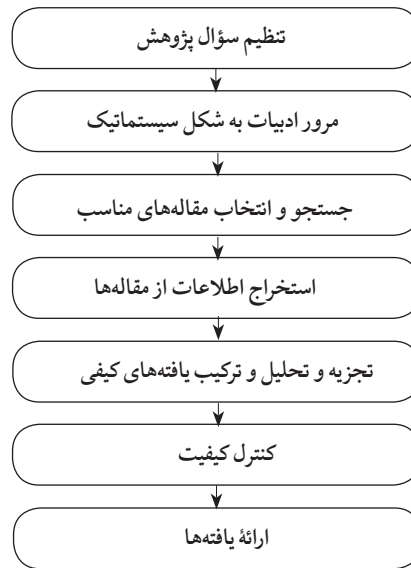 تنظیم سؤال پژوهش
مرور ادبیات به شکل سیستماتیک
جستجو و انتخاب مقاله‌های مناسب
استخراج اطلاعات از مقاله‌ها
تجزیه و تحلیل و ترکیب یافته‌های کیفی
کنترل کیفیت
ارائهٔ یافته‌ها